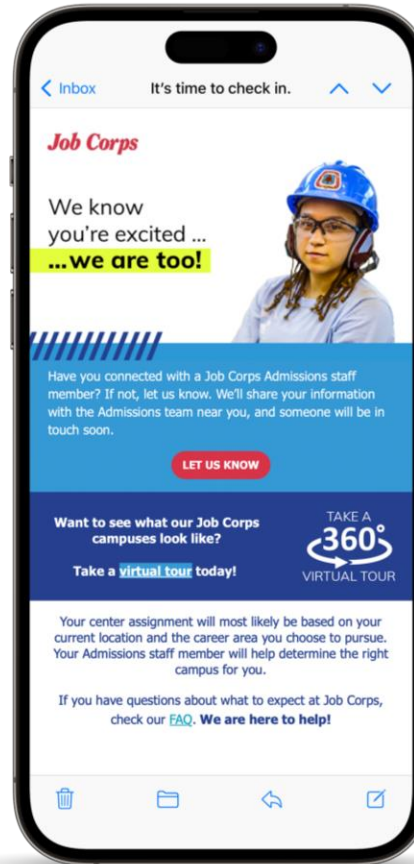 Inbox
It's time to check in.
Job Corps
We know
you're excited ...
...we are too!
Have you connected with a Job Corps Admissions staff
member? If not, let us know. We'll share your information
with the Admissions team near you, and someone will be in
touch soon.
LET US KNOW
Want to see what our Job Corps
campuses look like?
Take a virtual tour today!
TAKE A
360°
VIRTUAL TOUR
Your center assignment will most likely be based on your
current location and the career area you choose to pursue.
Your Admissions staff member will help determine the right
campus for you.
If you have questions about what to expect at Job Corps,
check our FAQ. We are here to help!